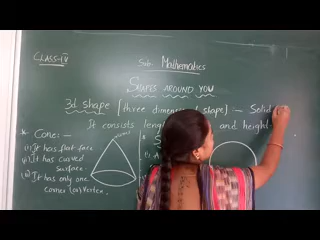 CLASS-IV
Sub- Mathematics
SHAPES AROUND YOU
3d shape [three dimensional shape] :- Solid
It consists length and height.
* Cone:-
vertex
(i) It has flat face
(ii) It has curved
surface.
(iii) It has only one
corner (or) vertex.